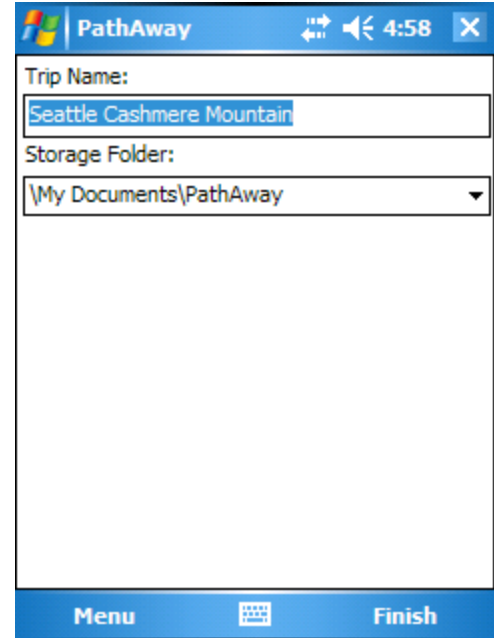 PathAway 4:58
Trip Name:
Seattle Cashmere Mountain
Storage Folder:
\My Documents\PathAway
Menu Finish